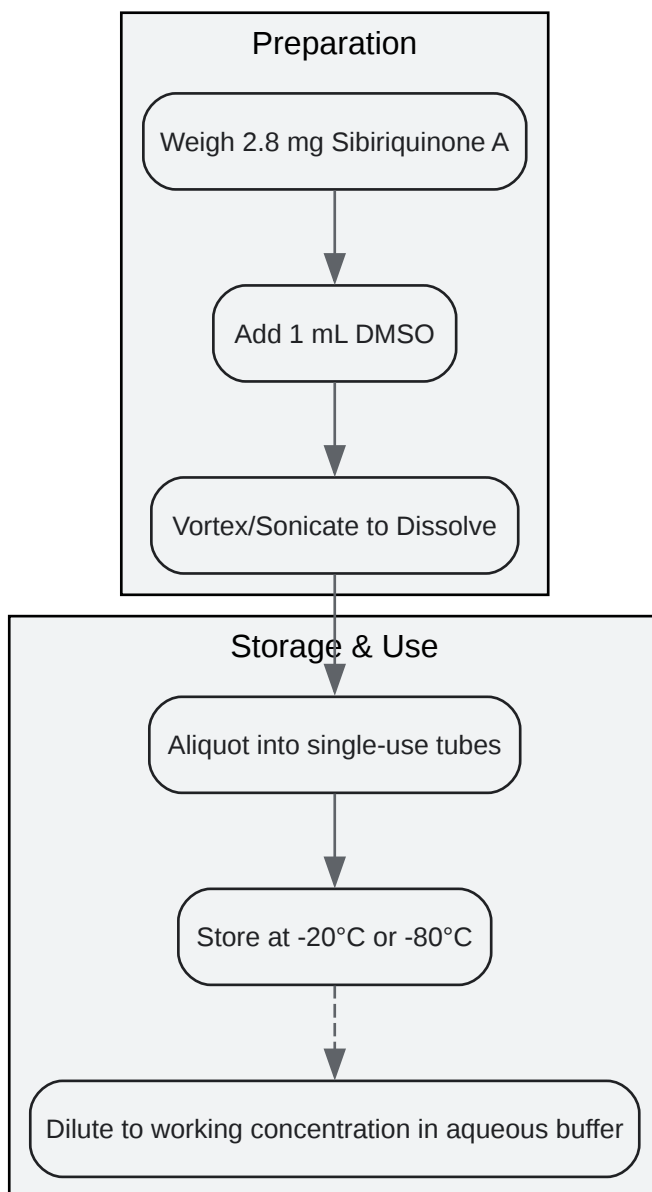 Preparation
Weigh 2.8 mg Sibiriquinone A
Add 1 mL DMSO
Vortex/Sonicate to Dissolve
Storage & Use
Aliquot into single-use tubes
Store at -20°C or -80°C
Dilute to working concentration in aqueous buffer